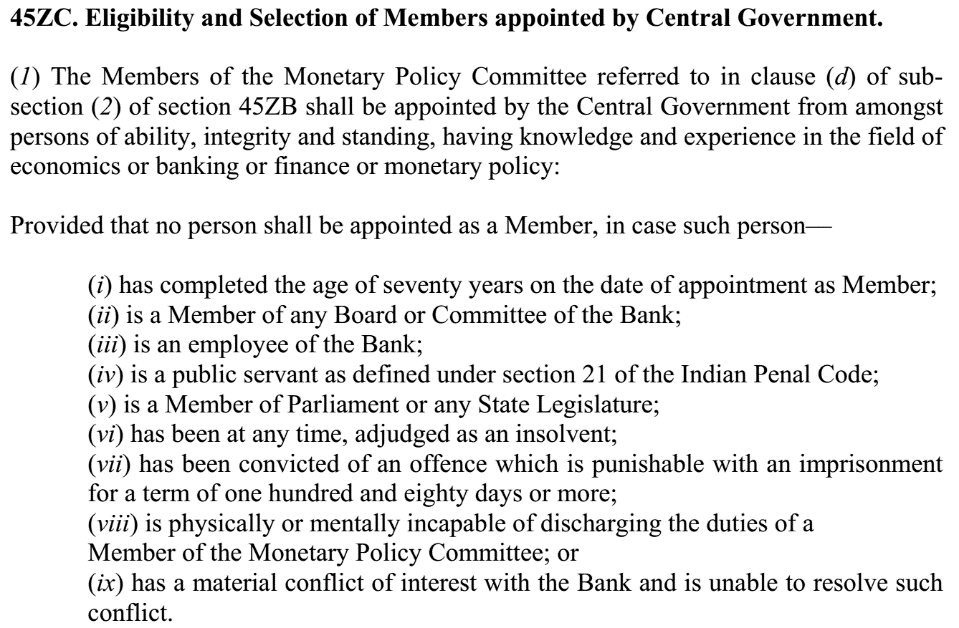 45ZC. Eligibility and Selection of Members appointed by Central Government.
(1) The Members of the Monetary Policy Committee referred to in clause (d) of sub-
section (2) of section 45ZB shall be appointed by the Central Government from amongst
persons of ability, integrity and standing, having knowledge and experience in the field of
economics or banking or finance or monetary policy:
Provided that no person shall be appointed as a Member, in case such person—
(i) has completed the age of seventy years on the date of appointment as Member;
(ii) is a Member of any Board or Committee of the Bank;
(iii) is an employee of the Bank;
(iv) is a public servant as defined under section 21 of the Indian Penal Code;
(v) is a Member of Parliament or any State Legislature;
(vi) has been at any time, adjudged as an insolvent;
(vii) has been convicted of an offence which is punishable with an imprisonment
for a term of one hundred and eighty days or more;
(viii) is physically or mentally incapable of discharging the duties of a
Member of the Monetary Policy Committee; or
(ix) has a material conflict of interest with the Bank and is unable to resolve such
conflict.